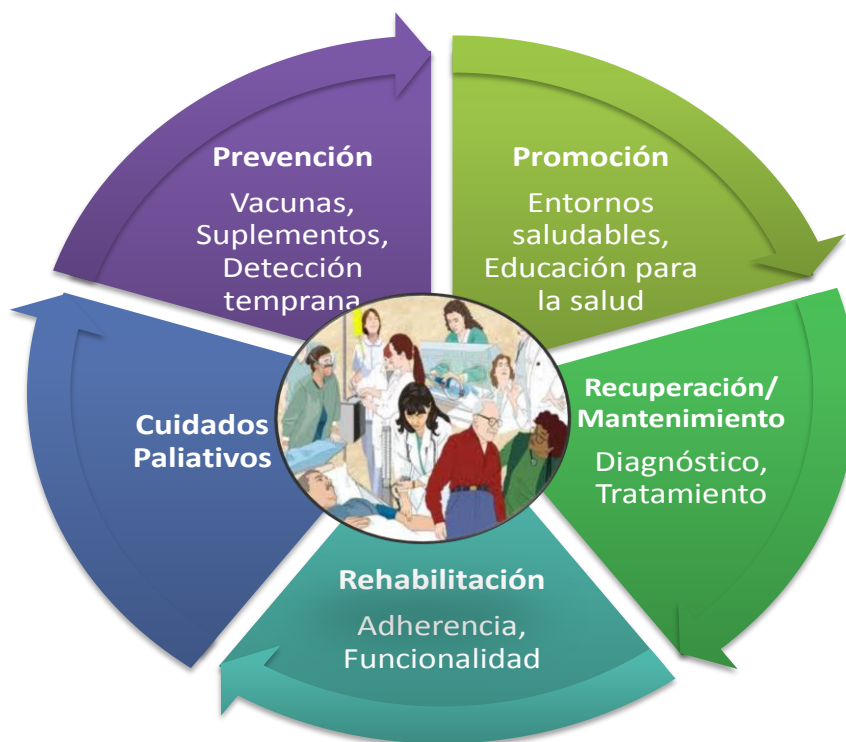 Prevención
Vacunas,
Suplementos,
Detección
temprana
Promoción
Entornos
saludables,
Educación para
la salud
Recuperación/
Mantenimiento
Diagnóstico,
Tratamiento
Rehabilitación
Adherencia,
Funcionalidad
Cuidados
Paliativos